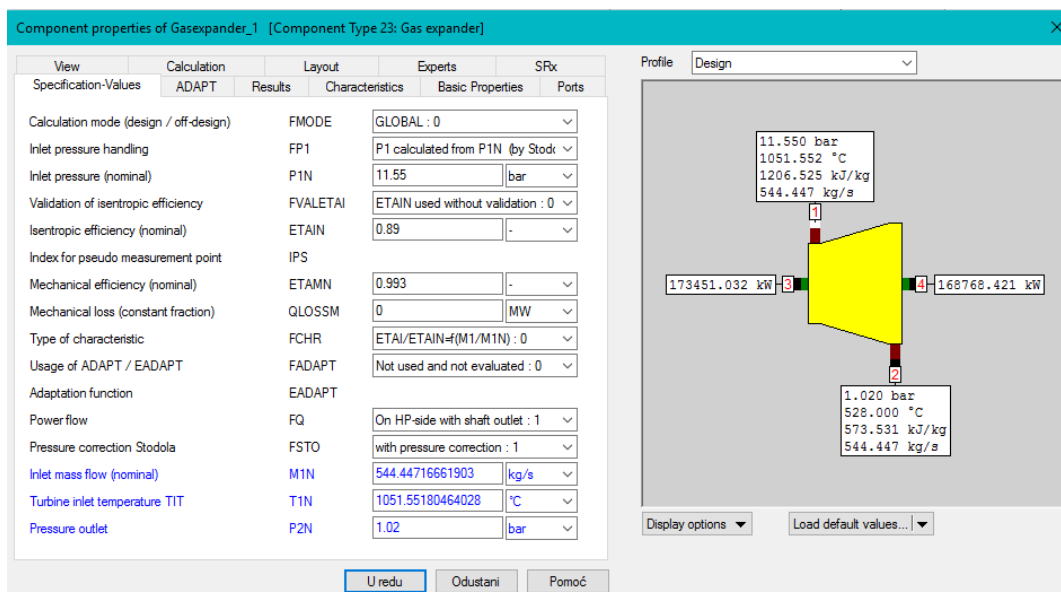 Component properties of Gasexpander_1 [Component Type 23: Gas expander]
View Calculation Layout Experts SRx
Specification-Values ADAPT Results Characteristics Basic Properties Ports
Calculation mode (design / off-design) FMODE GLOBAL : 0
Inlet pressure handling FP1 P1 calculated from P1N (by Stodo
Inlet pressure (nominal) P1N 11.55 bar
Validation of isentropic efficiency FVALETAI ETAIN used without validation : 0
Isentropic efficiency (nominal) ETAIN 0.89 -
Index for pseudo measurement point IPS
Mechanical efficiency (nominal) ETAMN 0.993 -
Mechanical loss (constant fraction) QLOSSM 0 MW
Type of characteristic FCHR ETAI/ETAIN=f(M1/M1N) : 0
Usage of ADAPT / EADAPT FADAPT Not used and not evaluated : 0
Adaptation function EADAPT
Power flow FQ On HP-side with shaft outlet : 1
Pressure correction Stodola FSTO with pressure correction : 1
Inlet mass flow (nominal) M1N 544.44716661903 kg/s
Turbine inlet temperature TIT T1N 1051.55180464028 °C
Pressure outlet P2N 1.02 bar
U redu Odustani Pomoć
Profile Design
11.550 bar
1051.552 °C
1206.525 kJ/kg
544.447 kg/s
1
173451.032 kW 3 4 168768.421 kW
2
1.020 bar
528.000 °C
573.531 kJ/kg
544.447 kg/s
Display options Load default values...